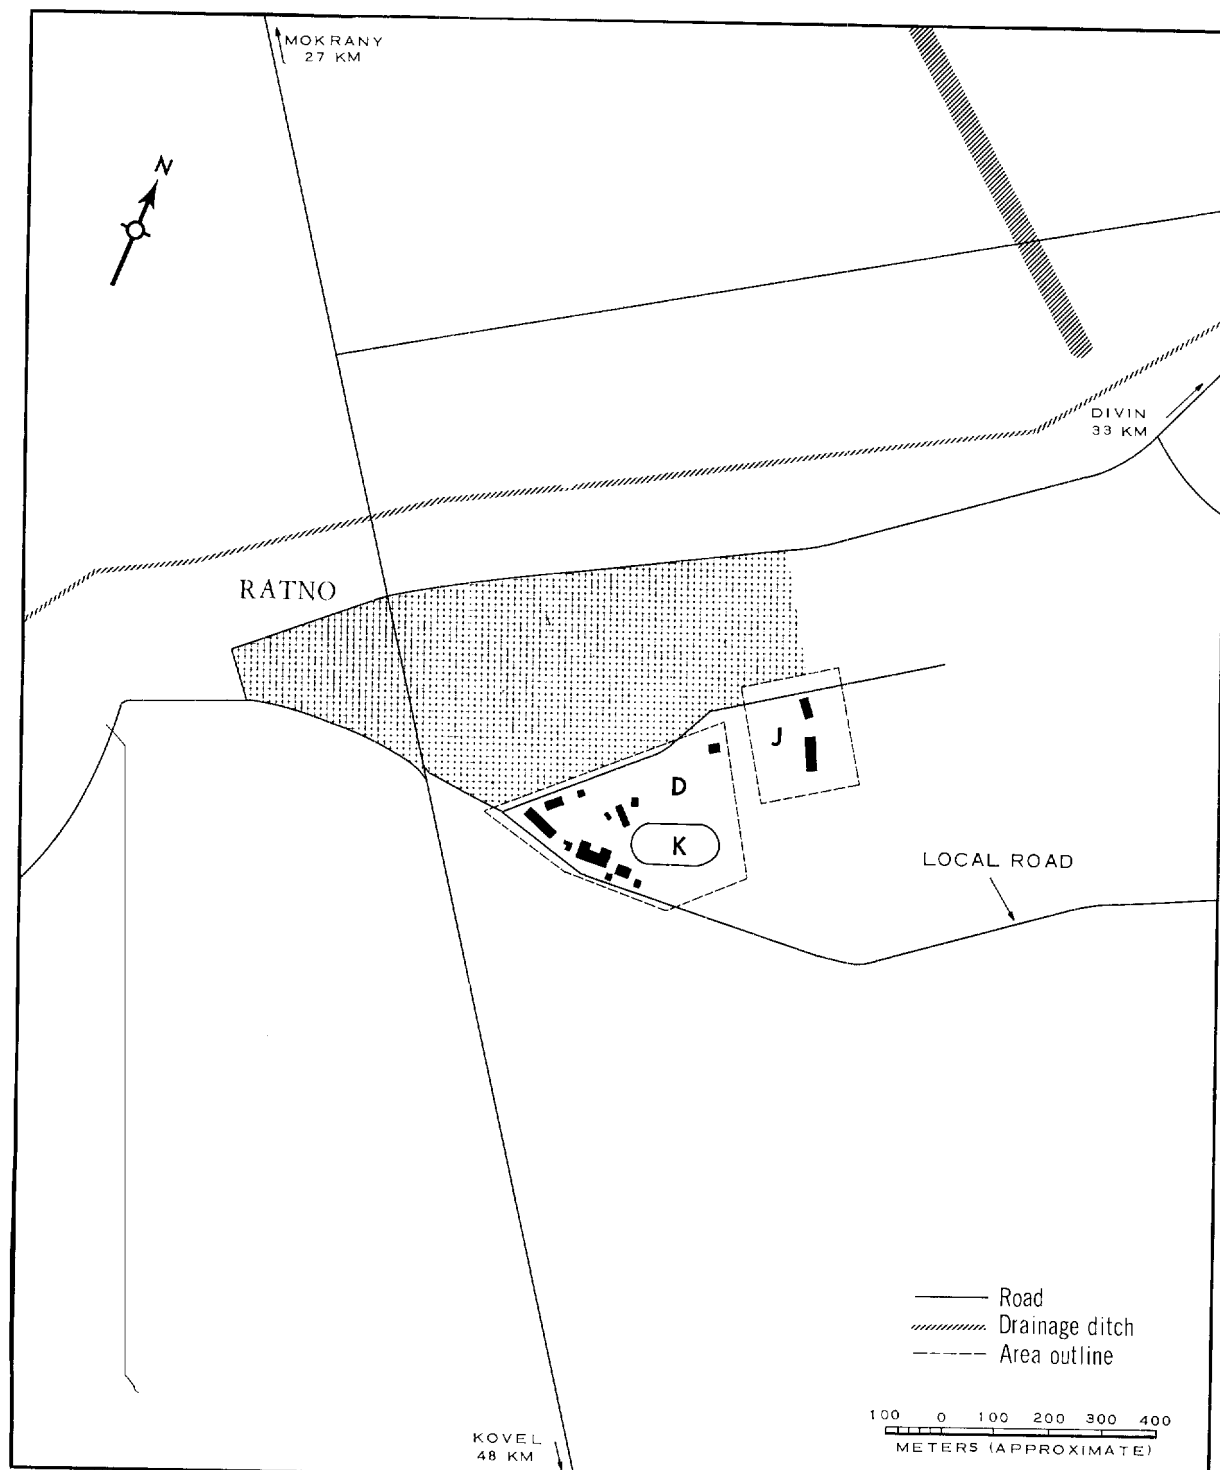 MOKRANY
27 KM
N
DIVIN
33 KM
RATNO
J
D
K
LOCAL ROAD
Road
Drainage ditch
Area outline
100 0 100 200 300 400
METERS (APPROXIMATE)
KOVEL
48 KM